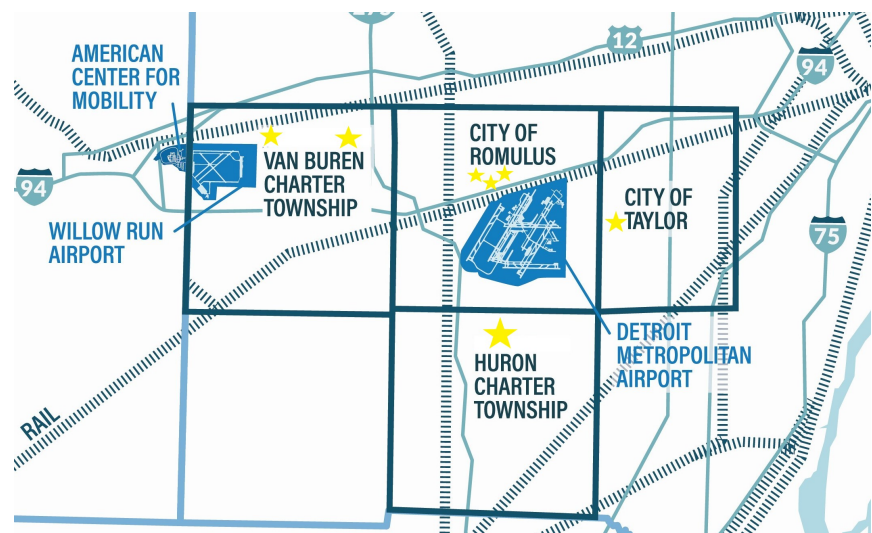 12
94
AMERICAN
CENTER FOR
MOBILITY
94
WILLOW RUN
AIRPORT
VAN BUREN
CHARTER
TOWNSHIP
CITY OF
ROMULUS
CITY OF
TAYLOR
75
DETROIT
METROPOLITAN
AIRPORT
HURON
CHARTER
TOWNSHIP
RAIL